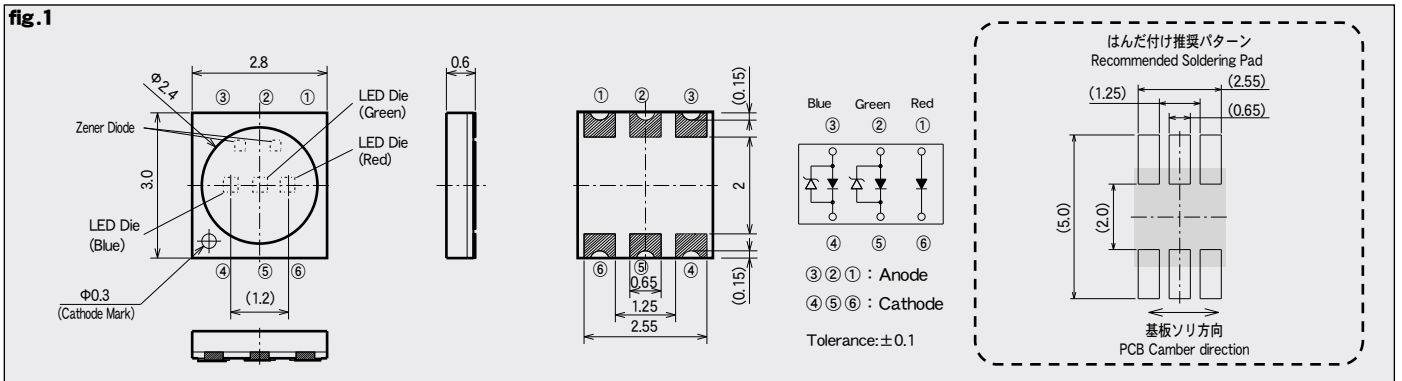 fig.1
2.8
Φ2.4
③ ② ①
Zener Diode
LED Die
(Green)
LED Die
(Red)
3.0
LED Die
(Blue)
④ ⑤ ⑥
Φ0.3
(Cathode Mark)
(1.2)
0.6
① ② ③
(0.15)
2
⑥ ⑤ ④
(0.15)
0.65
1.25
2.55
Blue Green Red
③ ② ①
④ ⑤ ⑥
③②①：Anode
④⑤⑥：Cathode
Tolerance:±0.1
はんだ付け推奨パターン
Recommended Soldering Pad
(2.55)
(1.25)
(0.65)
(5.0)
(2.0)
基板ソリ方向
PCB Camber direction